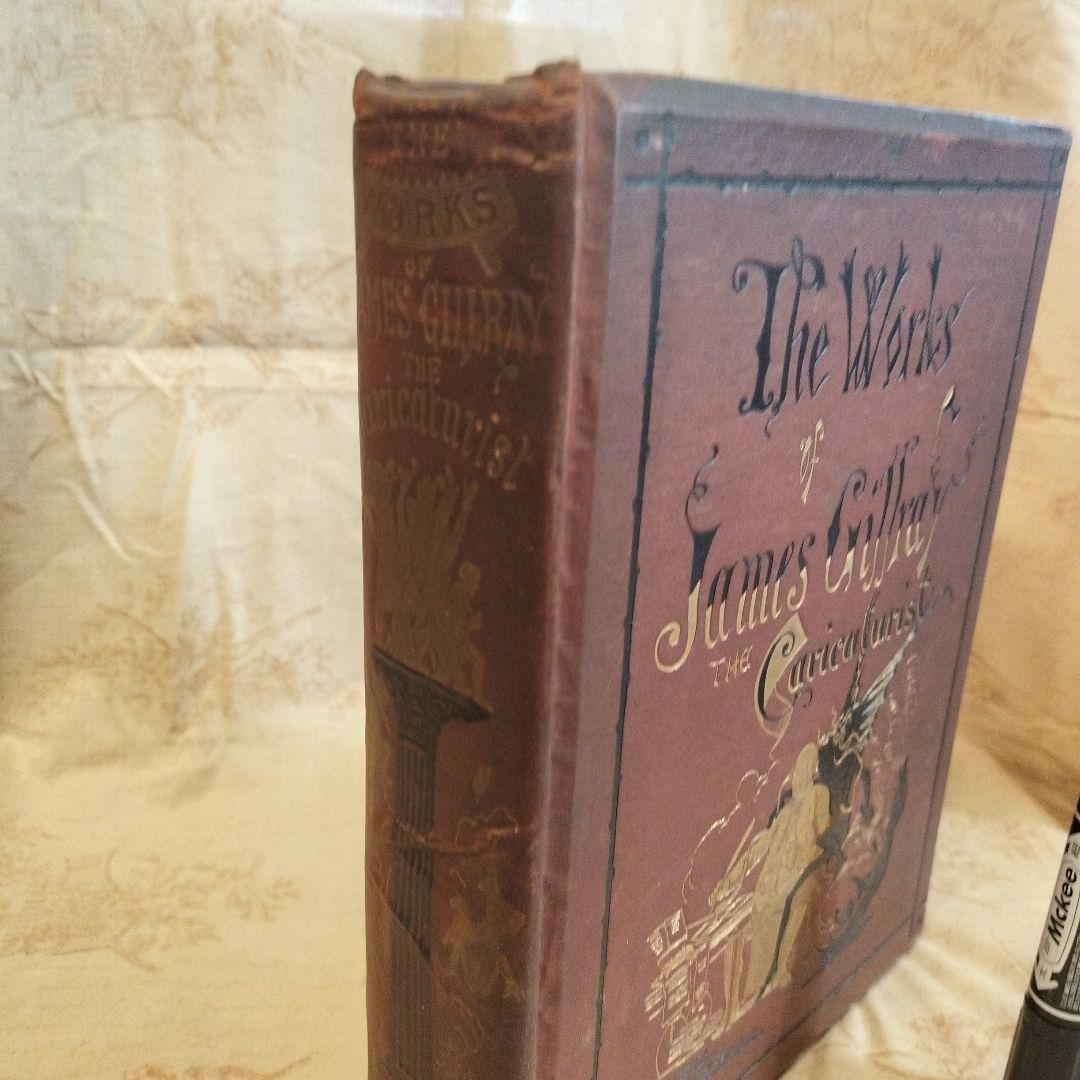 THE
WORKS
OF
JAMES GILLRAY
THE
Caricaturist
The Works
of
James Gillray
THE Caricaturist
Mckee